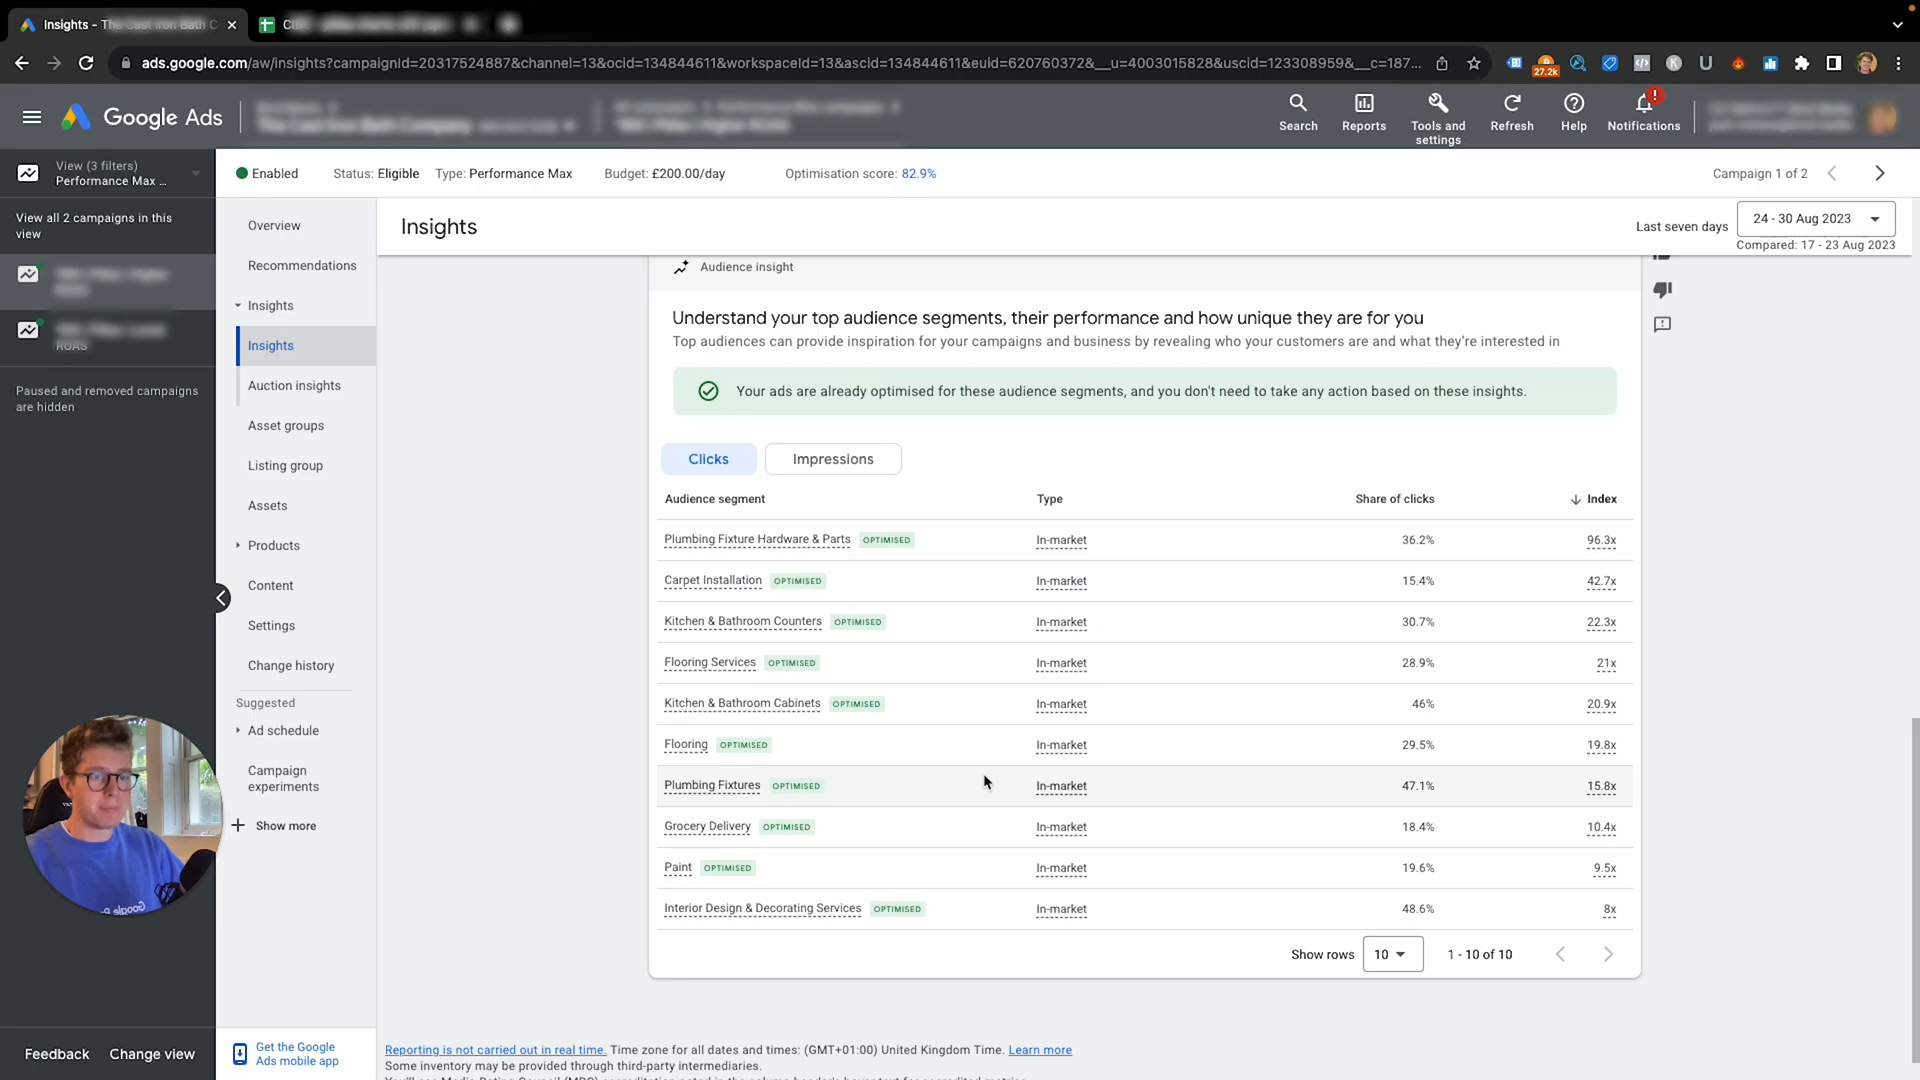 Insights - The Cast Iron Bath C
ads.google.com/aw/insights?campaignId=20317524887&channel=13&ocid=134844611&workspaceId=13&ascid=134844611&euid=620760372&__u=4003015828&uscid=123308959&__c=187...
27.2k
Google Ads
The Cast Iron Bath Company
Search
Reports
Tools and settings
Refresh
Help
Notifications
View (3 filters)
Performance Max ...
Enabled
Status: Eligible
Type: Performance Max
Budget: £200.00/day
Optimisation score: 82.9%
Campaign 1 of 2
View all 2 campaigns in this
view
ROAS
Paused and removed campaigns
are hidden
Overview
Recommendations
Insights
Insights
Auction insights
Asset groups
Listing group
Assets
Products
Content
Settings
Change history
Suggested
Ad schedule
Campaign
experiments
Show more
Insights
Last seven days
24 - 30 Aug 2023
Compared: 17 - 23 Aug 2023
Audience insight
Understand your top audience segments, their performance and how unique they are for you
Top audiences can provide inspiration for your campaigns and business by revealing who your customers are and what they're interested in
Your ads are already optimised for these audience segments, and you don't need to take any action based on these insights.
Clicks
Impressions
Audience segment Type Share of clicks Index
Plumbing Fixture Hardware & Parts OPTIMISED In-market 36.2% 96.3x
Carpet Installation OPTIMISED In-market 15.4% 42.7x
Kitchen & Bathroom Counters OPTIMISED In-market 30.7% 22.3x
Flooring Services OPTIMISED In-market 28.9% 21x
Kitchen & Bathroom Cabinets OPTIMISED In-market 46% 20.9x
Flooring OPTIMISED In-market 29.5% 19.8x
Plumbing Fixtures OPTIMISED In-market 47.1% 15.8x
Grocery Delivery OPTIMISED In-market 18.4% 10.4x
Paint OPTIMISED In-market 19.6% 9.5x
Interior Design & Decorating Services OPTIMISED In-market 48.6% 8x
Show rows 10 1 - 10 of 10
Feedback
Change view
Get the Google
Ads mobile app
Reporting is not carried out in real time. Time zone for all dates and times: (GMT+01:00) United Kingdom Time. Learn more
Some inventory may be provided through third-party intermediaries.